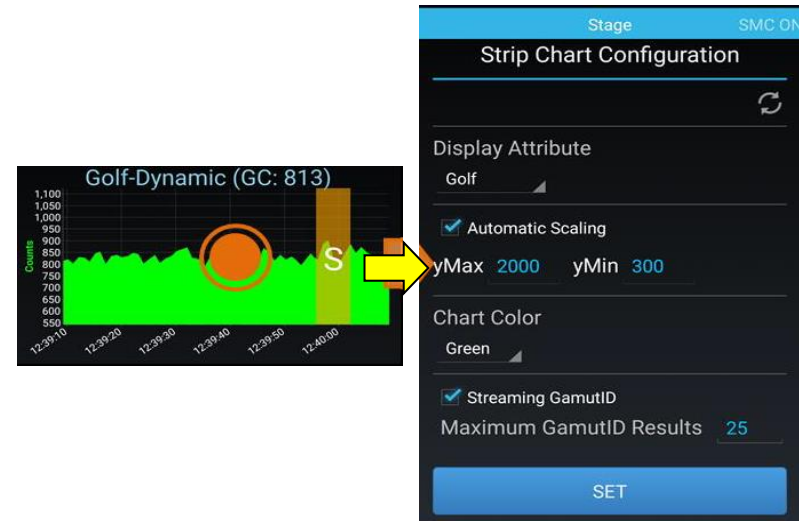 Golf-Dynamic (GC: 813)
Counts
1,100
1,050
1,000
950
900
850
800
750
700
650
600
550
S
12:39:10
12:39:20
12:39:30
12:39:40
12:39:50
12:40:00
Stage SMC ON
Strip Chart Configuration
Display Attribute
Golf
Automatic Scaling
yMax 2000 yMin 300
Chart Color
Green
Streaming GamutID
Maximum GamutID Results 25
SET